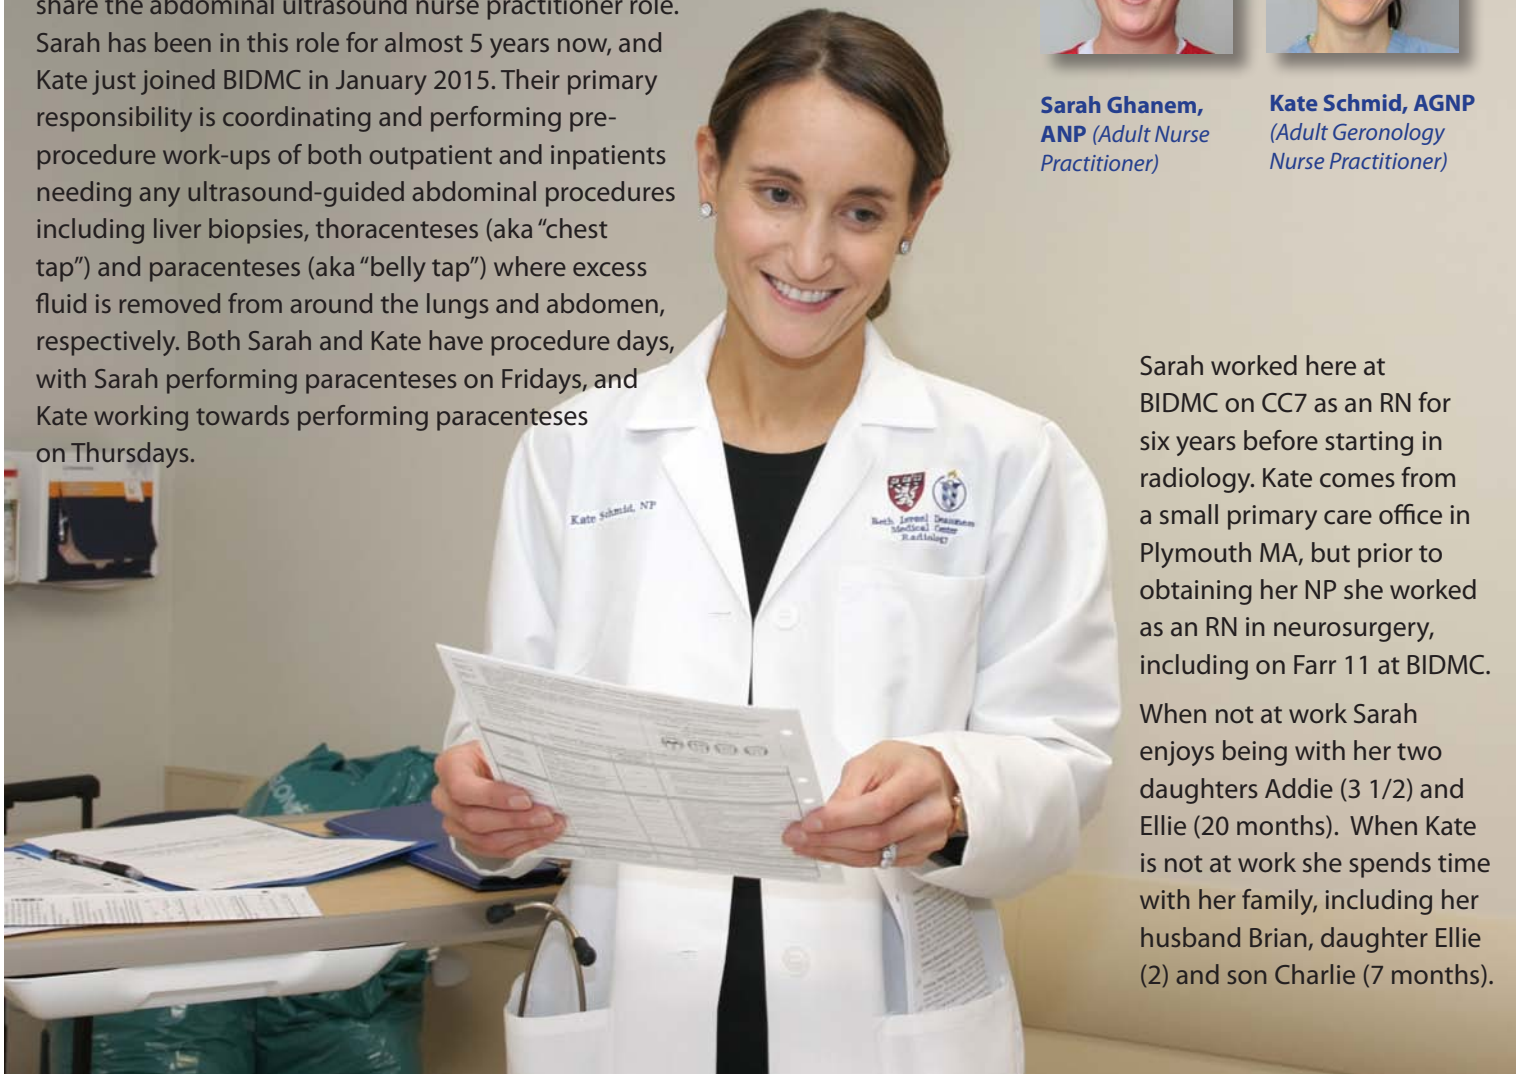 share the abdominal ultrasound nurse practitioner role.
Sarah has been in this role for almost 5 years now, and
Kate just joined BIDMC in January 2015. Their primary
responsibility is coordinating and performing pre-
procedure work-ups of both outpatient and inpatients
needing any ultrasound-guided abdominal procedures
including liver biopsies, thoracenteses (aka “chest
tap”) and paracenteses (aka “belly tap”) where excess
fluid is removed from around the lungs and abdomen,
respectively. Both Sarah and Kate have procedure days,
with Sarah performing paracenteses on Fridays, and
Kate working towards performing paracenteses
on Thursdays.
Sarah Ghanem,
ANP (Adult Nurse
Practitioner)
Kate Schmid, AGNP
(Adult Geronology
Nurse Practitioner)
Kate Schmid, NP
Beth Israel Deaconess
Medical Center
Radiology
Sarah worked here at
BIDMC on CC7 as an RN for
six years before starting in
radiology. Kate comes from
a small primary care office in
Plymouth MA, but prior to
obtaining her NP she worked
as an RN in neurosurgery,
including on Farr 11 at BIDMC.
When not at work Sarah
enjoys being with her two
daughters Addie (3 1/2) and
Ellie (20 months).  When Kate
is not at work she spends time
with her family, including her
husband Brian, daughter Ellie
(2) and son Charlie (7 months).